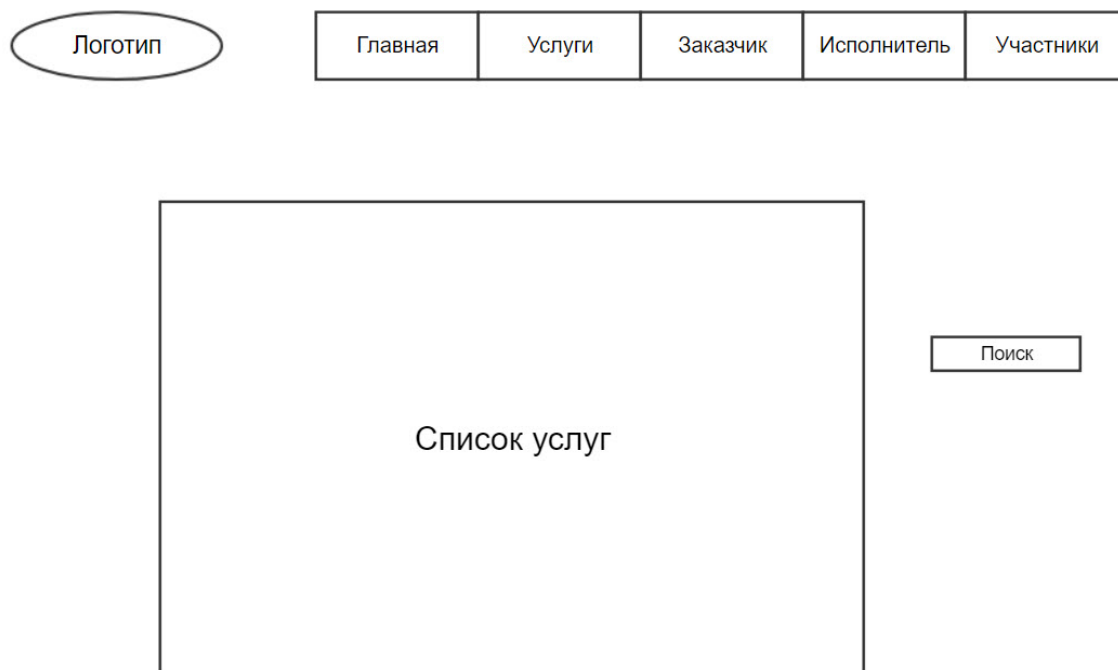 Логотип
Главная
Услуги
Заказчик
Исполнитель
Участники
Поиск
Список услуг